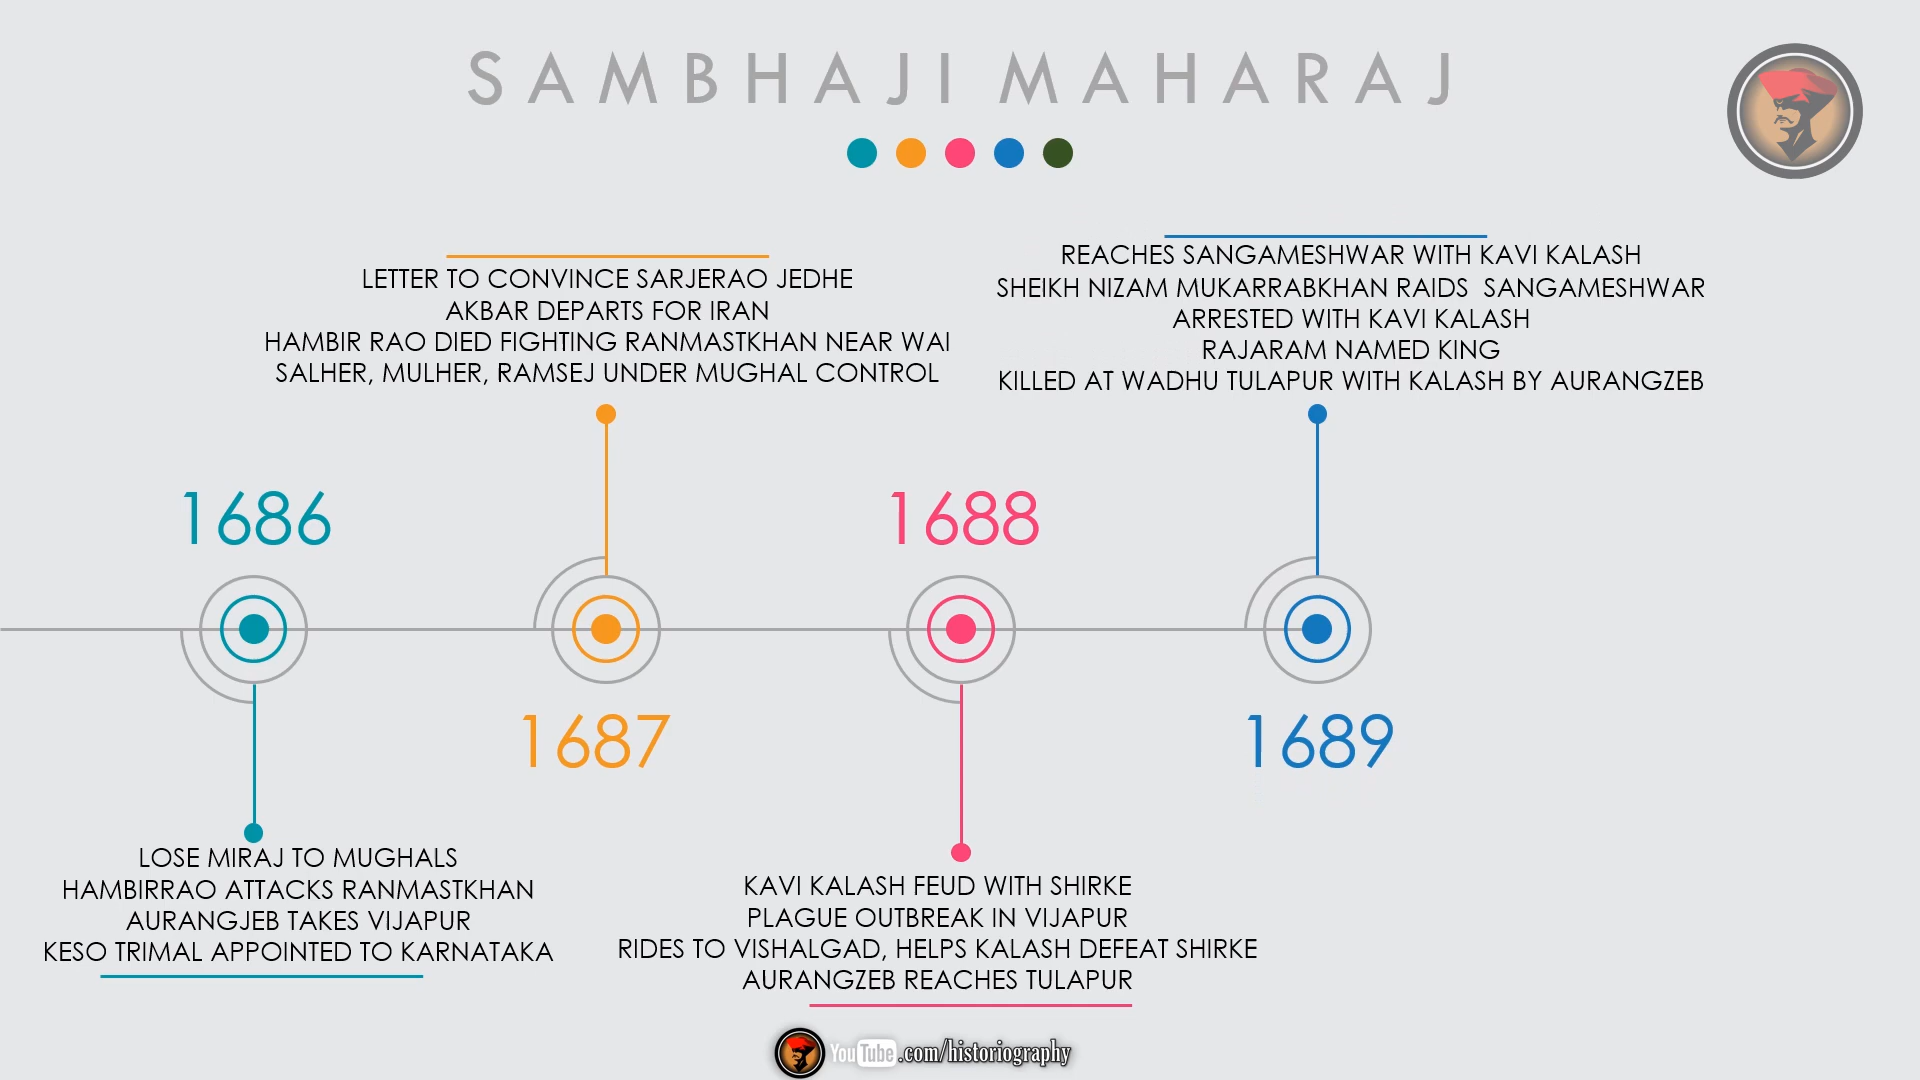 SAMBHAJI MAHARAJ
LETTER TO CONVINCE SARJERAO JEDHE
AKBAR DEPARTS FOR IRAN
HAMBIR RAO DIED FIGHTING RANMASTKHAN NEAR WAI
SALHER, MULHER, RAMSEJ UNDER MUGHAL CONTROL
REACHES SANGAMESHWAR WITH KAVI KALASH
SHEIKH NIZAM MUKARRABKHAN RAIDS  SANGAMESHWAR
ARRESTED WITH KAVI KALASH
RAJARAM NAMED KING
KILLED AT WADHU TULAPUR WITH KALASH BY AURANGZEB
1686
1688
1687
1689
LOSE MIRAJ TO MUGHALS
HAMBIRRAO ATTACKS RANMASTKHAN
AURANGJEB TAKES VIJAPUR
KESO TRIMAL APPOINTED TO KARNATAKA
KAVI KALASH FEUD WITH SHIRKE
PLAGUE OUTBREAK IN VIJAPUR
RIDES TO VISHALGAD, HELPS KALASH DEFEAT SHIRKE
AURANGZEB REACHES TULAPUR
YouTube.com/historiography